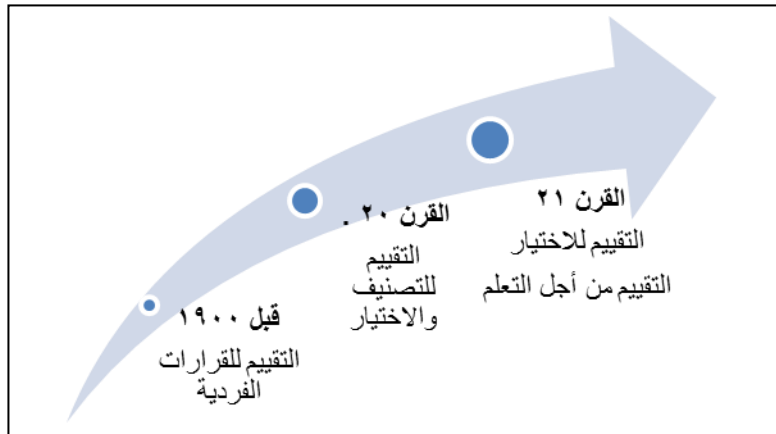 القرن ٢١
التقييم للاختيار
التقييم من أجل التعلم
القرن ٢٠ .
التقييم
للتصنيف
والاختيار
قبل ١٩٠٠
التقييم للقرارات
الفردية